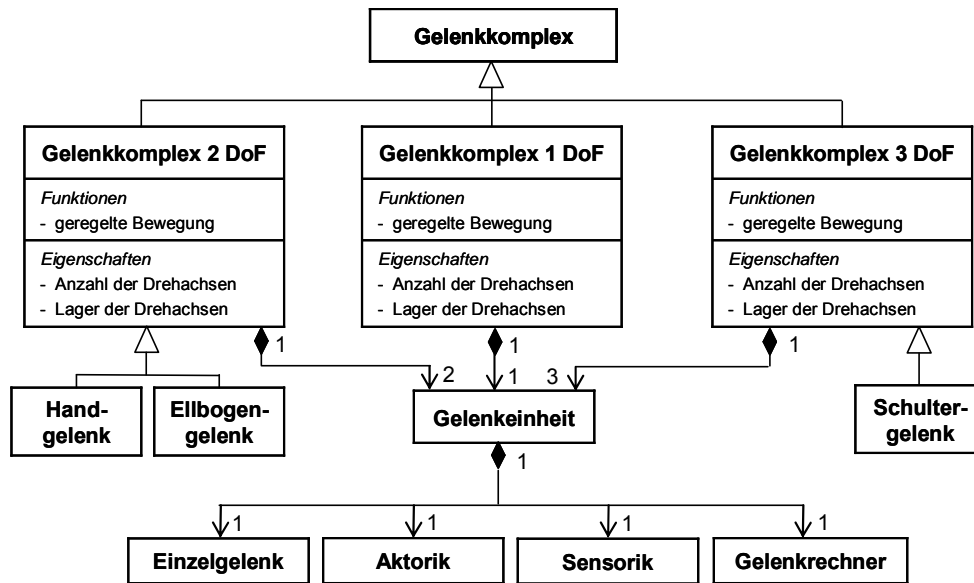 Gelenkkomplex
Gelenkkomplex 2 DoF
Funktionen
- geregelte Bewegung
Eigenschaften
- Anzahl der Drehachsen
- Lager der Drehachsen
Gelenkkomplex 1 DoF
Funktionen
- geregelte Bewegung
Eigenschaften
- Anzahl der Drehachsen
- Lager der Drehachsen
Gelenkkomplex 3 DoF
Funktionen
- geregelte Bewegung
Eigenschaften
- Anzahl der Drehachsen
- Lager der Drehachsen
1
1
1
2
1
3
Hand-
gelenk
Ellbogen-
gelenk
Gelenkeinheit
Schulter-
gelenk
1
1
1
1
1
Einzelgelenk
Aktorik
Sensorik
Gelenkrechner